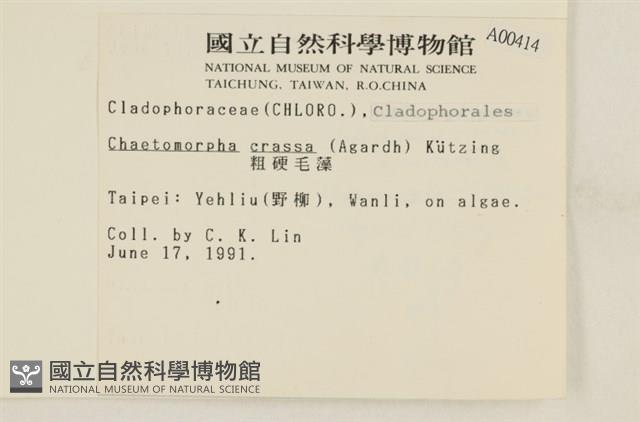 國立自然科學博物館 A00414
NATIONAL MUSEUM OF NATURAL SCIENCE
TAICHUNG, TAIWAN, R.O.CHINA
Cladophoraceae(CHLORO.), Cladophorales
Chaetomorpha crassa (Agardh) Kützing
粗硬毛藻
Taipei: Yehliu(野柳), Wanli, on algae.
Coll. by C. K. Lin
June 17, 1991.
國立自然科學博物館
NATIONAL MUSEUM OF NATURAL SCIENCE